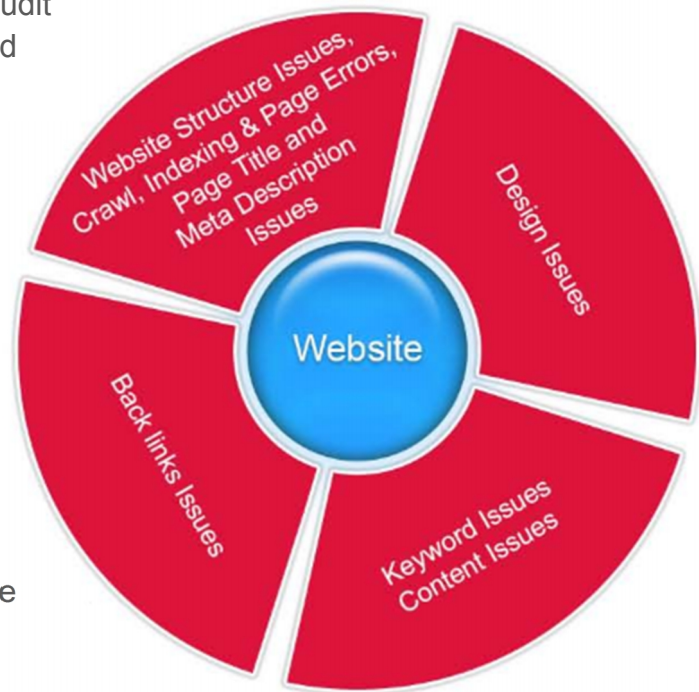 udit
d
Website Structure Issues,
Crawl, Indexing & Page Errors,
Page Title and
Meta Description
Issues
Design Issues
Website
Back links Issues
Keyword Issues
Content Issues
e